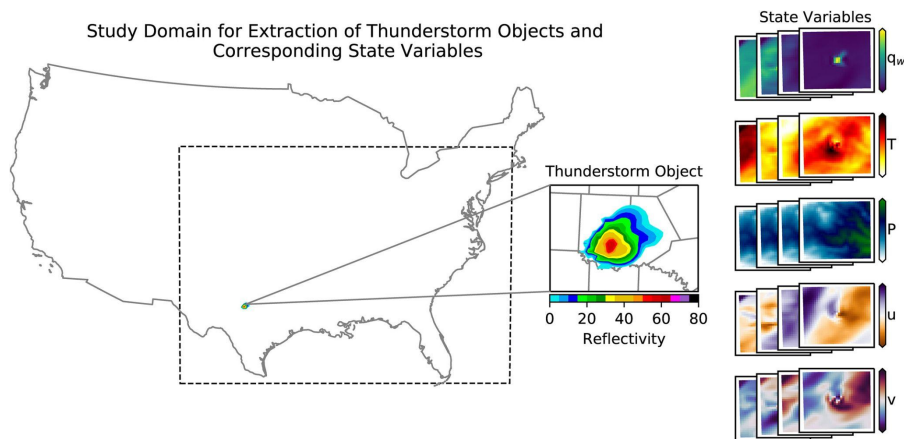 Study Domain for Extraction of Thunderstorm Objects and
Corresponding State Variables
State Variables
q_w
T
P
u
v
Thunderstorm Object
0 20 40 60 80
Reflectivity